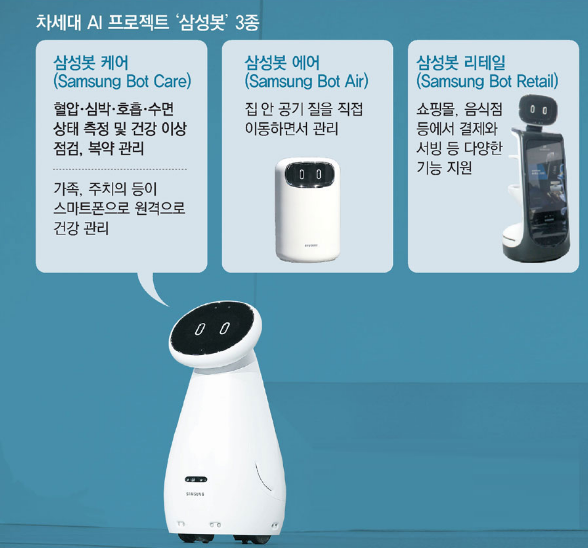 차세대 AI 프로젝트 ‘삼성봇’ 3종
삼성봇 케어
(Samsung Bot Care)
혈압·심박·호흡·수면
상태 측정 및 건강 이상
점검, 복약 관리
가족, 주치의 등이
스마트폰으로 원격으로
건강 관리
삼성봇 에어
(Samsung Bot Air)
집 안 공기 질을 직접
이동하면서 관리
삼성봇 리테일
(Samsung Bot Retail)
쇼핑몰, 음식점
등에서 결제와
서빙 등 다양한
기능 지원
SAMSUNG
SAMSUNG